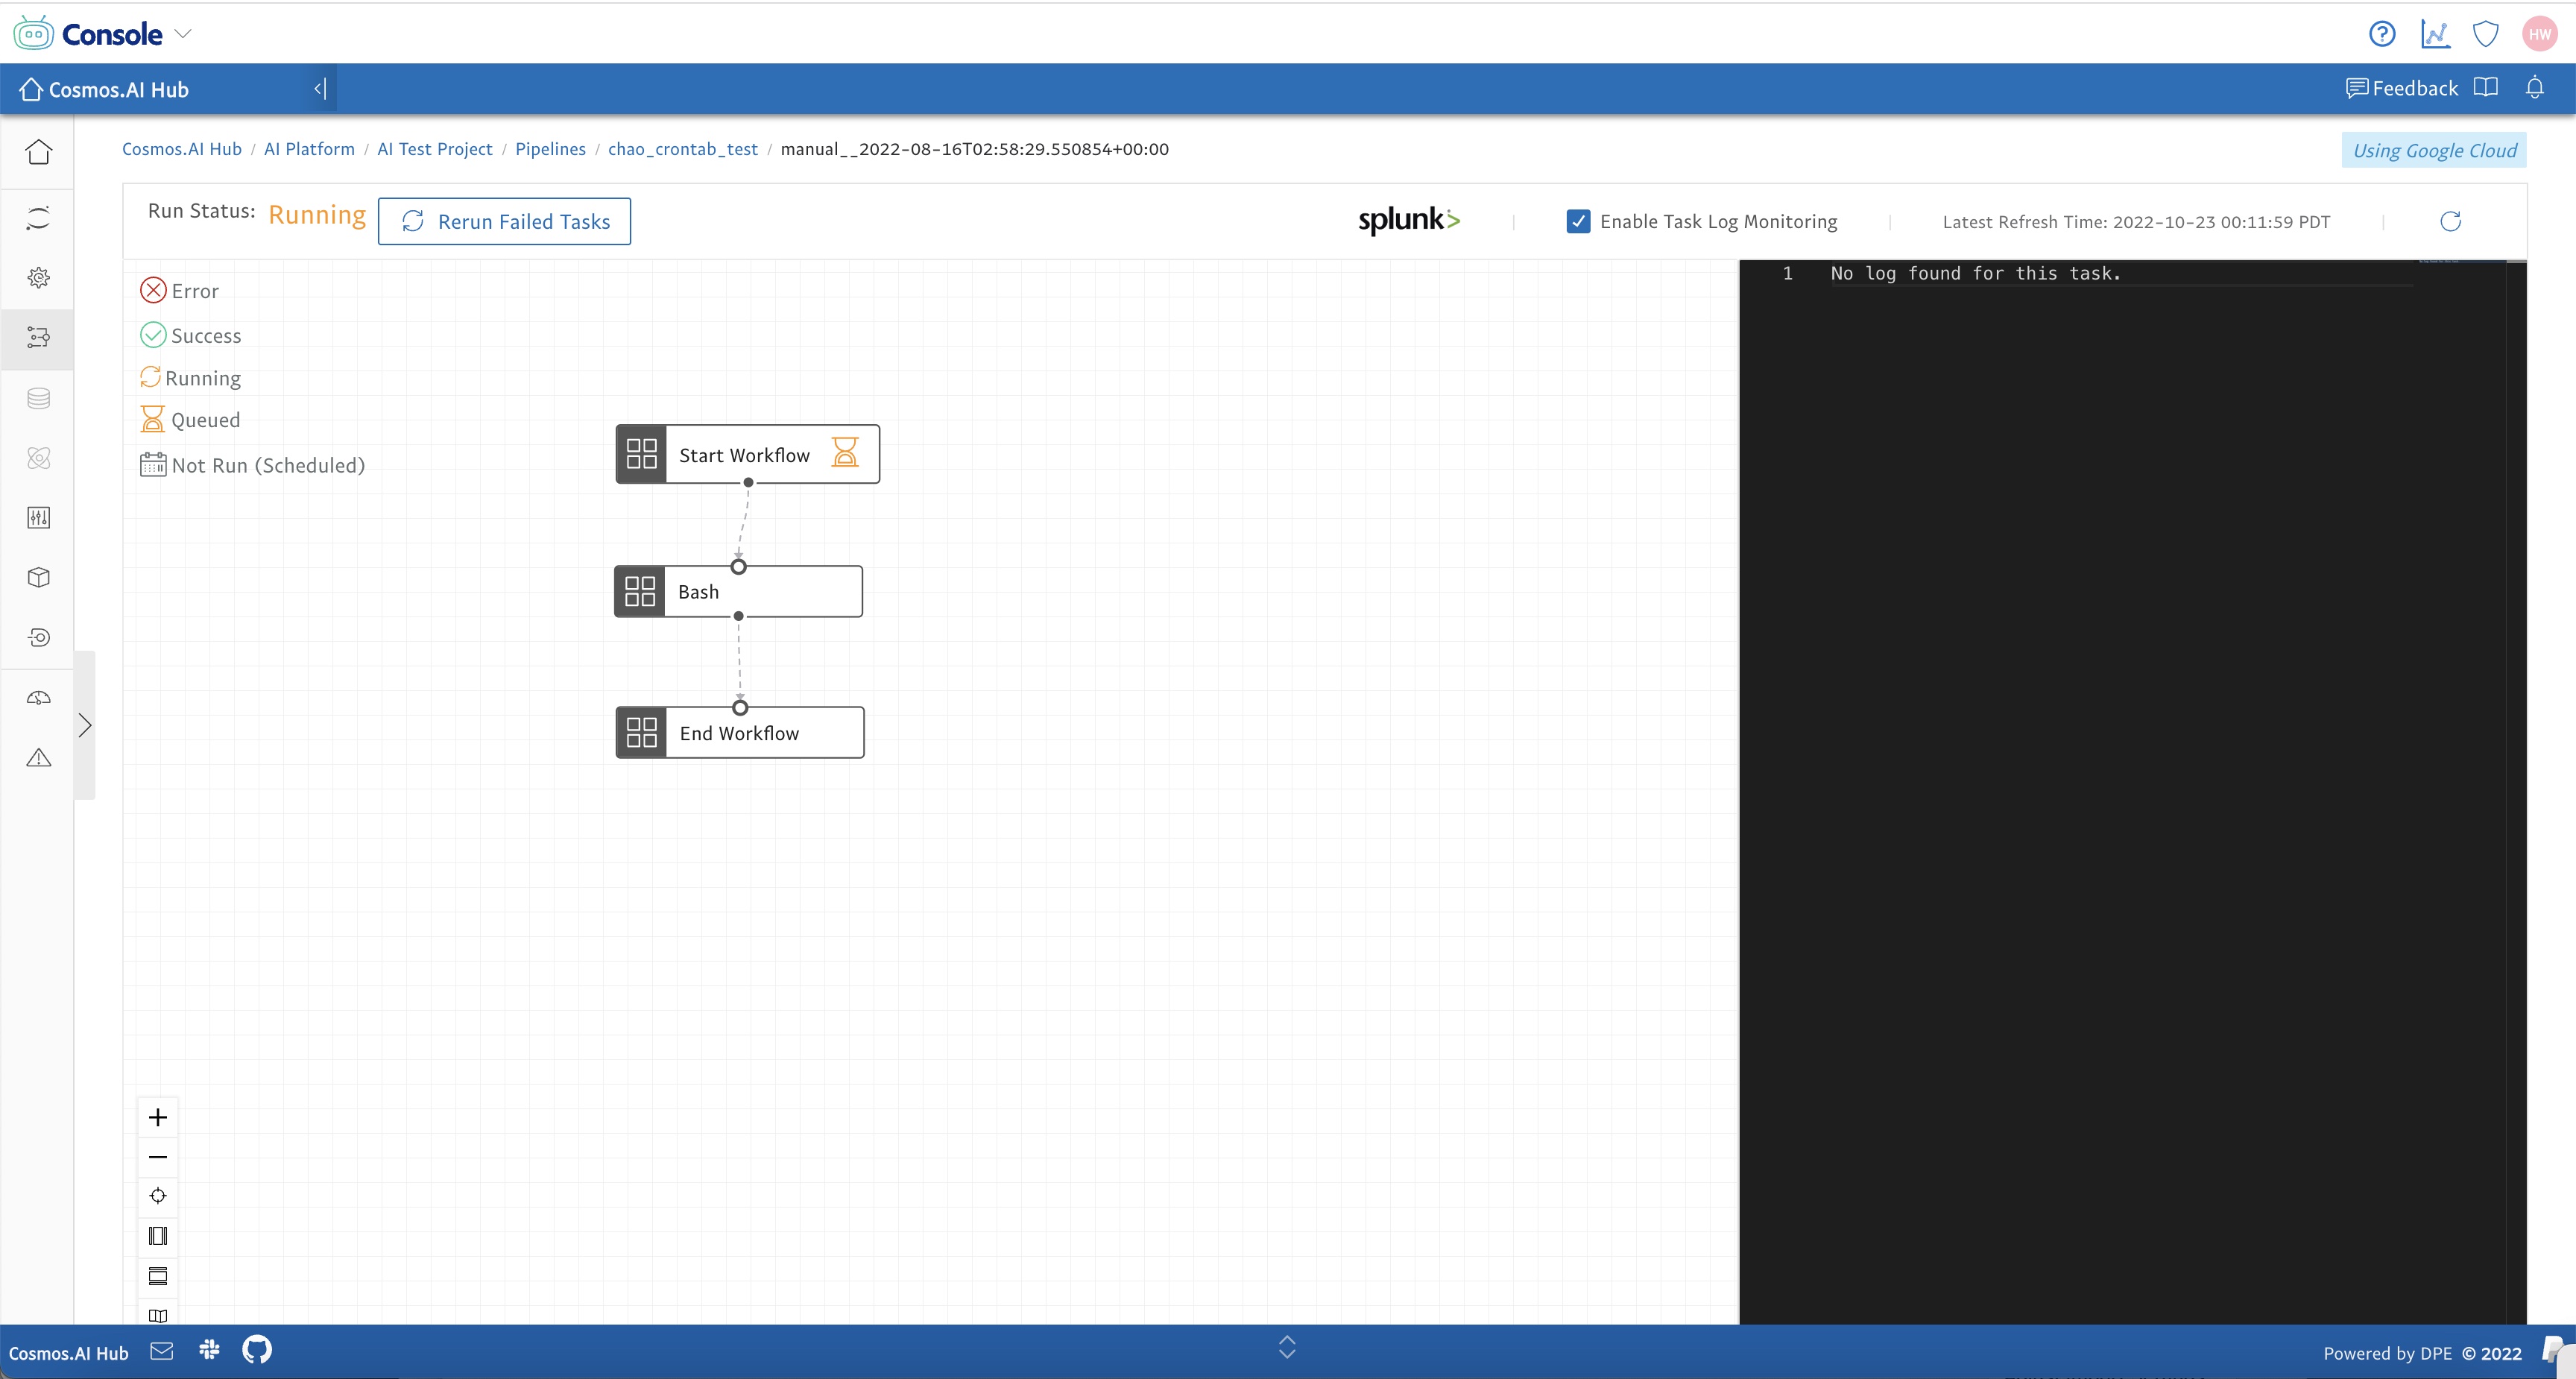 Console
HW
Cosmos.AI Hub
Feedback
Cosmos.AI Hub / AI Platform / AI Test Project / Pipelines / chao_crontab_test / manual__2022-08-16T02:58:29.550854+00:00
Using Google Cloud
Run Status: Running
Rerun Failed Tasks
splunk>
Enable Task Log Monitoring
Latest Refresh Time: 2022-10-23 00:11:59 PDT
Error
Success
Running
Queued
Not Run (Scheduled)
Start Workflow
Bash
End Workflow
1 No log found for this task.
Cosmos.AI Hub
Powered by DPE © 2022